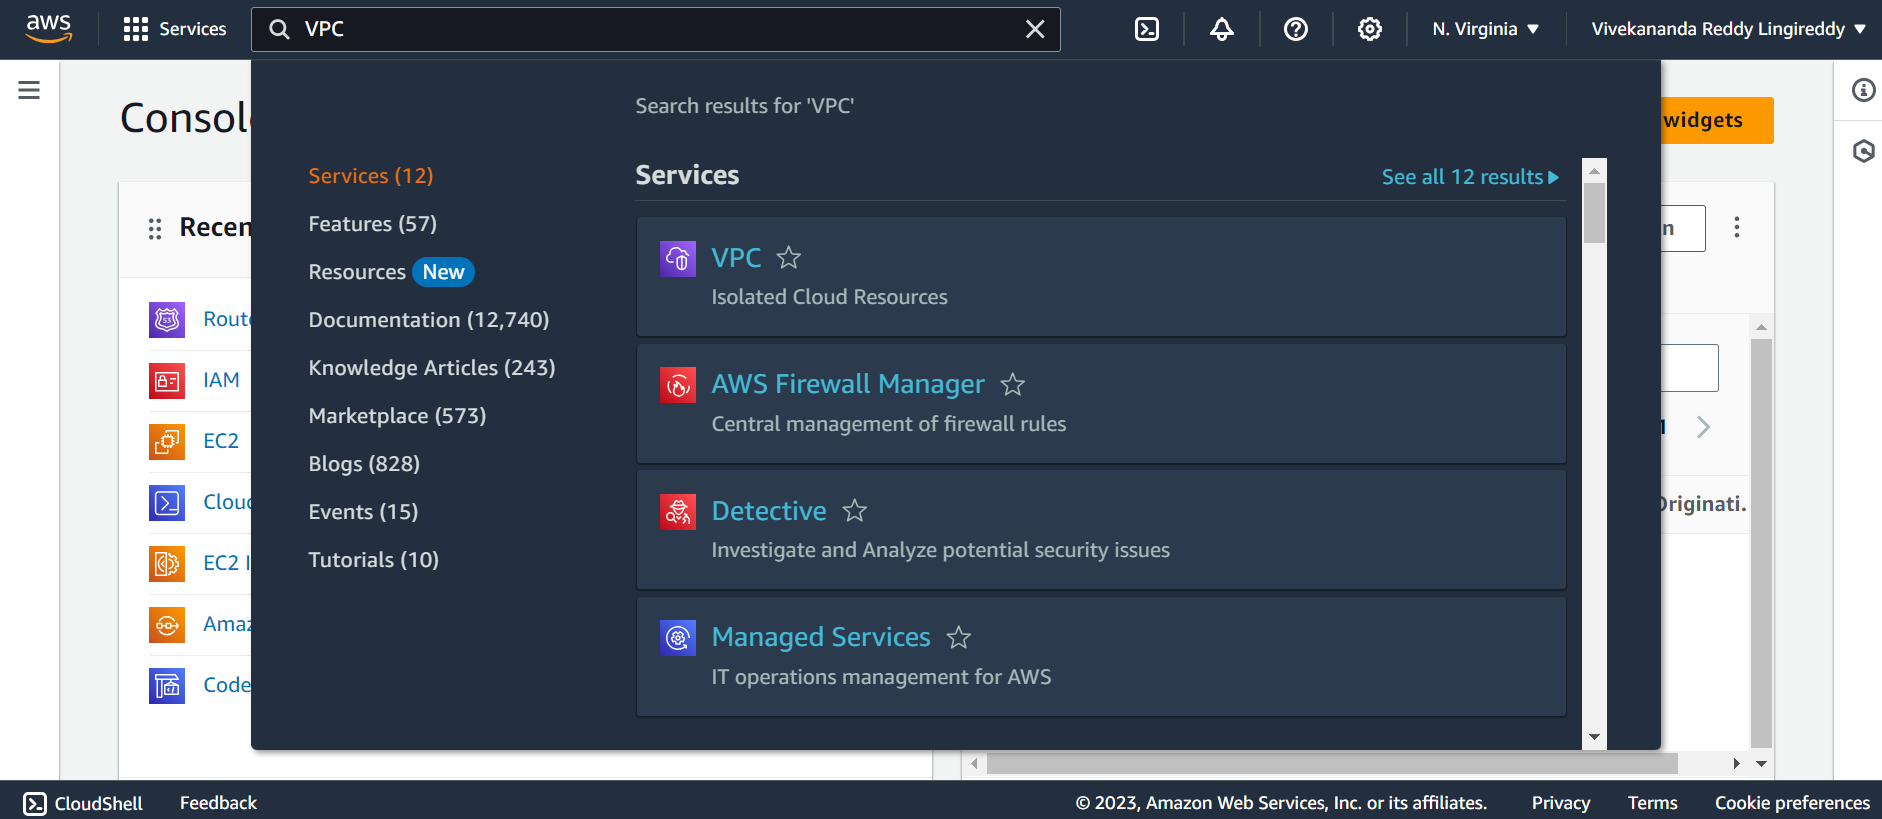 aws
Services
VPC
N. Virginia
Vivekananda Reddy Lingireddy
Search results for 'VPC'
Services (12)
Features (57)
Resources New
Documentation (12,740)
Knowledge Articles (243)
Marketplace (573)
Blogs (828)
Events (15)
Tutorials (10)
Services
See all 12 results
VPC
Isolated Cloud Resources
AWS Firewall Manager
Central management of firewall rules
Detective
Investigate and Analyze potential security issues
Managed Services
IT operations management for AWS
Consol
widgets
Recen
n
Route
53
IAM
EC2
Cloud
EC2 I
Amaz
Code
Originati.
CloudShell
Feedback
© 2023, Amazon Web Services, Inc. or its affiliates.
Privacy
Terms
Cookie preferences